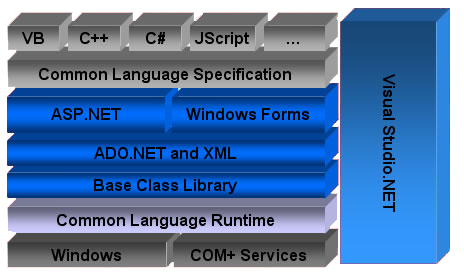 VB C++ C# JScript ...
Common Language Specification
ASP.NET Windows Forms
ADO.NET and XML
Base Class Library
Common Language Runtime
Windows COM+ Services
Visual Studio.NET